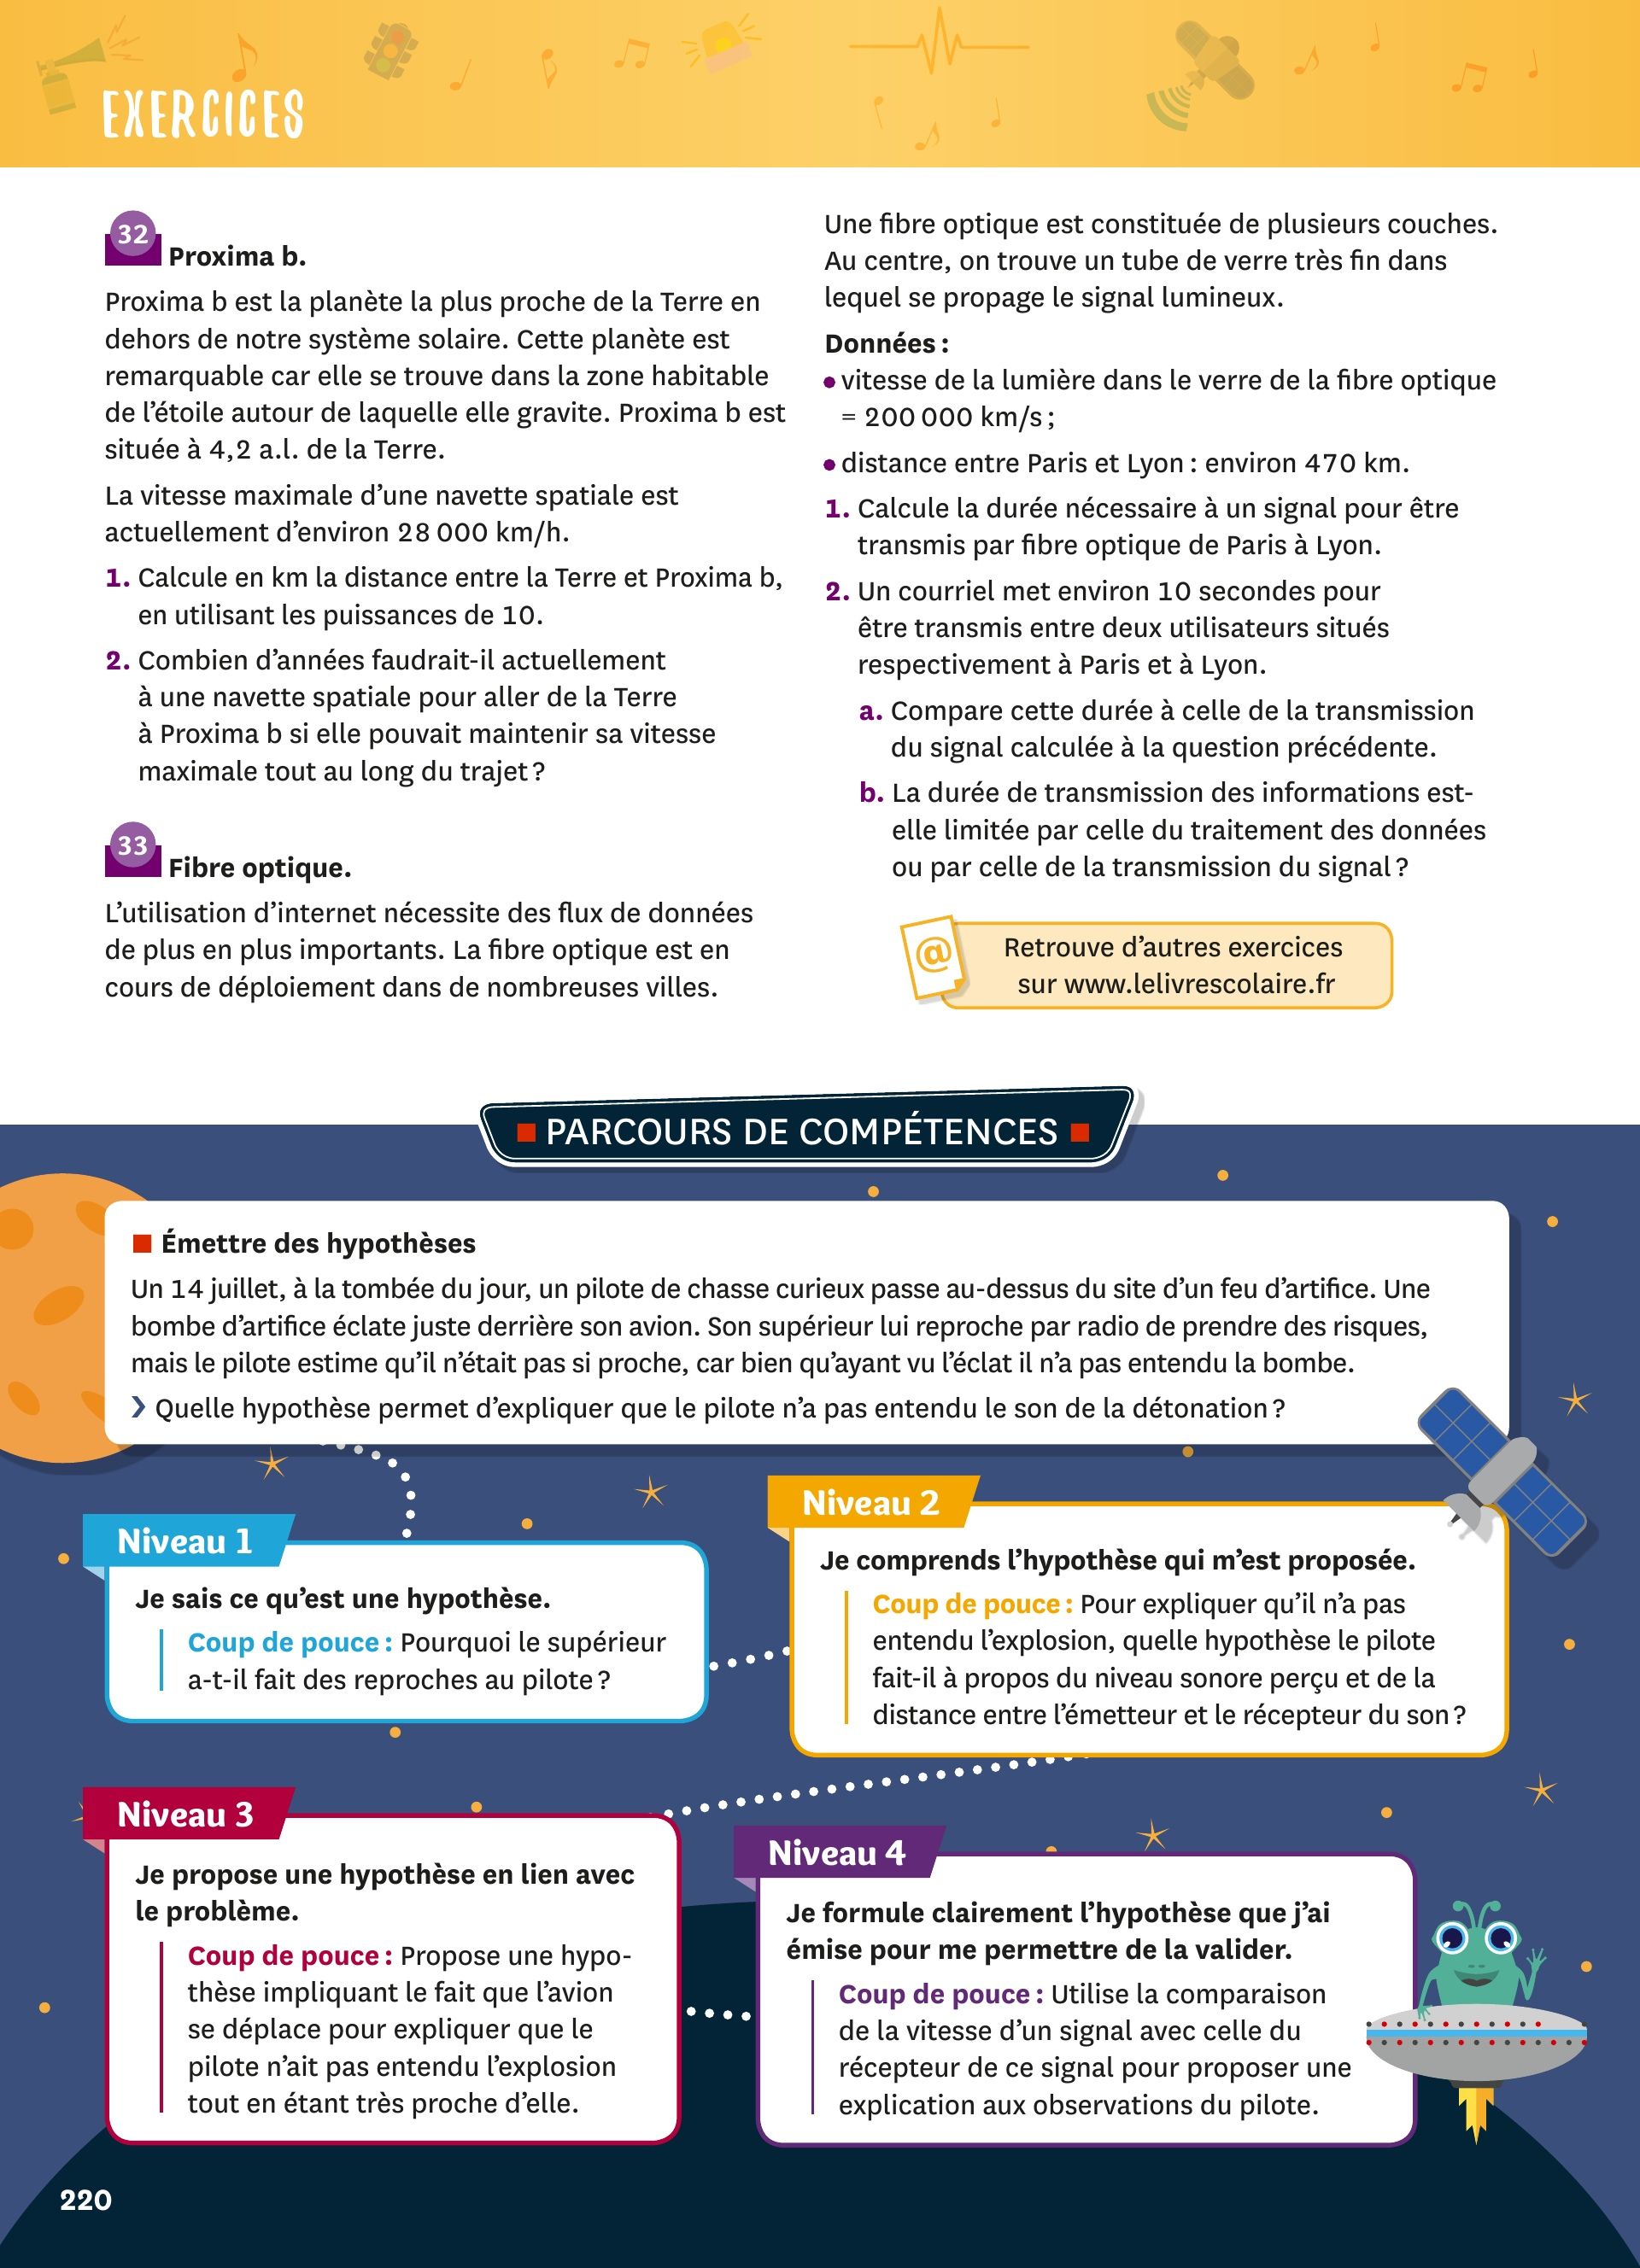 EXERCICES
32 Proxima b.
Proxima b est la planète la plus proche de la Terre en
dehors de notre système solaire. Cette planète est
remarquable car elle se trouve dans la zone habitable
de l’étoile autour de laquelle elle gravite. Proxima b est
située à 4,2 a.l. de la Terre.
La vitesse maximale d’une navette spatiale est
actuellement d’environ 28 000 km/h.
1. Calcule en km la distance entre la Terre et Proxima b,
en utilisant les puissances de 10.
2. Combien d’années faudrait-il actuellement
à une navette spatiale pour aller de la Terre
à Proxima b si elle pouvait maintenir sa vitesse
maximale tout au long du trajet ?
33 Fibre optique.
L’utilisation d’internet nécessite des flux de données
de plus en plus importants. La fibre optique est en
cours de déploiement dans de nombreuses villes.
Une fibre optique est constituée de plusieurs couches.
Au centre, on trouve un tube de verre très fin dans
lequel se propage le signal lumineux.
Données :
• vitesse de la lumière dans le verre de la fibre optique
= 200 000 km/s ;
• distance entre Paris et Lyon : environ 470 km.
1. Calcule la durée nécessaire à un signal pour être
transmis par fibre optique de Paris à Lyon.
2. Un courriel met environ 10 secondes pour
être transmis entre deux utilisateurs situés
respectivement à Paris et à Lyon.
a. Compare cette durée à celle de la transmission
du signal calculée à la question précédente.
b. La durée de transmission des informations est-
elle limitée par celle du traitement des données
ou par celle de la transmission du signal ?
@
Retrouve d’autres exercices
sur www.lelivrescolaire.fr
PARCOURS DE COMPÉTENCES
Émettre des hypothèses
Un 14 juillet, à la tombée du jour, un pilote de chasse curieux passe au-dessus du site d’un feu d’artifice. Une
bombe d’artifice éclate juste derrière son avion. Son supérieur lui reproche par radio de prendre des risques,
mais le pilote estime qu’il n’était pas si proche, car bien qu’ayant vu l’éclat il n’a pas entendu la bombe.
Quelle hypothèse permet d’expliquer que le pilote n’a pas entendu le son de la détonation ?
Niveau 1
Je sais ce qu’est une hypothèse.
Coup de pouce : Pourquoi le supérieur
a-t-il fait des reproches au pilote ?
Niveau 2
Je comprends l’hypothèse qui m’est proposée.
Coup de pouce : Pour expliquer qu’il n’a pas
entendu l’explosion, quelle hypothèse le pilote
fait-il à propos du niveau sonore perçu et de la
distance entre l’émetteur et le récepteur du son ?
Niveau 3
Je propose une hypothèse en lien avec
le problème.
Coup de pouce : Propose une hypo-
thèse impliquant le fait que l’avion
se déplace pour expliquer que le
pilote n’ait pas entendu l’explosion
tout en étant très proche d’elle.
Niveau 4
Je formule clairement l’hypothèse que j’ai
émise pour me permettre de la valider.
Coup de pouce : Utilise la comparaison
de la vitesse d’un signal avec celle du
récepteur de ce signal pour proposer une
explication aux observations du pilote.
220